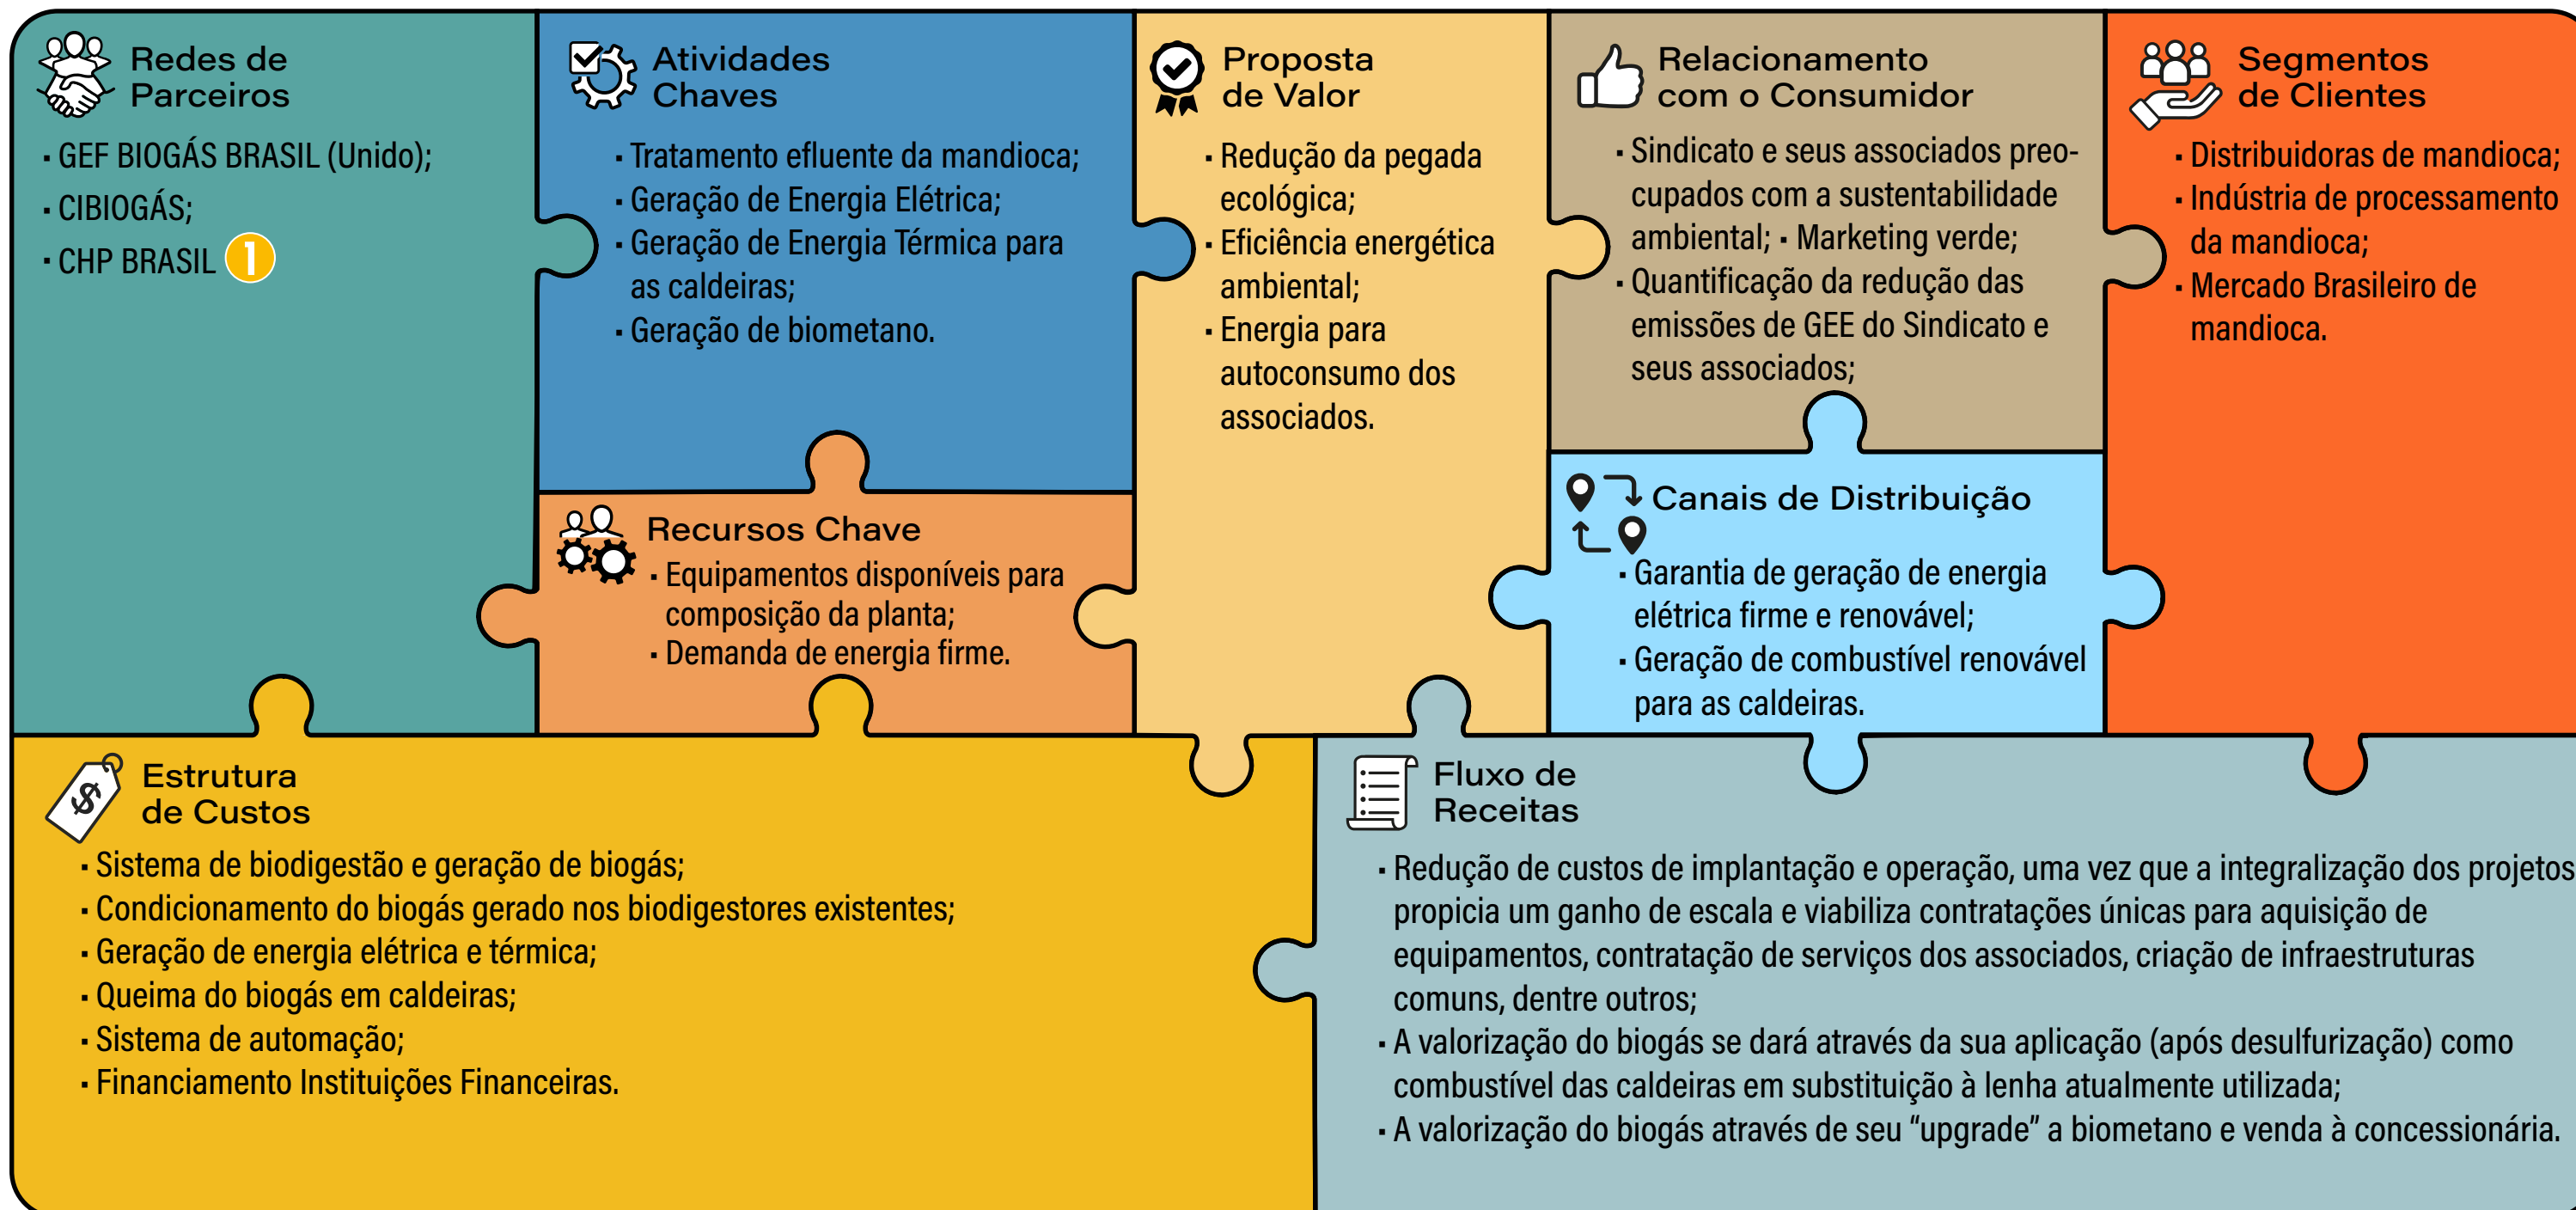 Redes de
Parceiros
· GEF BIOGÁS BRASIL (Unido);
· CIBIOGÁS;
· CHP BRASIL 1
Atividades
Chaves
· Tratamento efluente da mandioca;
· Geração de Energia Elétrica;
· Geração de Energia Térmica para
as caldeiras;
· Geração de biometano.
Recursos Chave
· Equipamentos disponíveis para
composição da planta;
· Demanda de energia firme.
Proposta
de Valor
· Redução da pegada
ecológica;
· Eficiência energética
ambiental;
· Energia para
autoconsumo dos
associados.
Relacionamento
com o Consumidor
· Sindicato e seus associados preo-
cupados com a sustentabilidade
ambiental; · Marketing verde;
· Quantificação da redução das
emissões de GEE do Sindicato e
seus associados;
Canais de Distribuição
· Garantia de geração de energia
elétrica firme e renovável;
· Geração de combustível renovável
para as caldeiras.
Segmentos
de Clientes
· Distribuidoras de mandioca;
· Indústria de processamento
da mandioca;
· Mercado Brasileiro de
mandioca.
$
Estrutura
de Custos
· Sistema de biodigestão e geração de biogás;
· Condicionamento do biogás gerado nos biodigestores existentes;
· Geração de energia elétrica e térmica;
· Queima do biogás em caldeiras;
· Sistema de automação;
· Financiamento Instituições Financeiras.
Fluxo de
Receitas
· Redução de custos de implantação e operação, uma vez que a integralização dos projetos
propicia um ganho de escala e viabiliza contratações únicas para aquisição de
equipamentos, contratação de serviços dos associados, criação de infraestruturas
comuns, dentre outros;
· A valorização do biogás se dará através da sua aplicação (após desulfurização) como
combustível das caldeiras em substituição à lenha atualmente utilizada;
· A valorização do biogás através de seu “upgrade” a biometano e venda à concessionária.